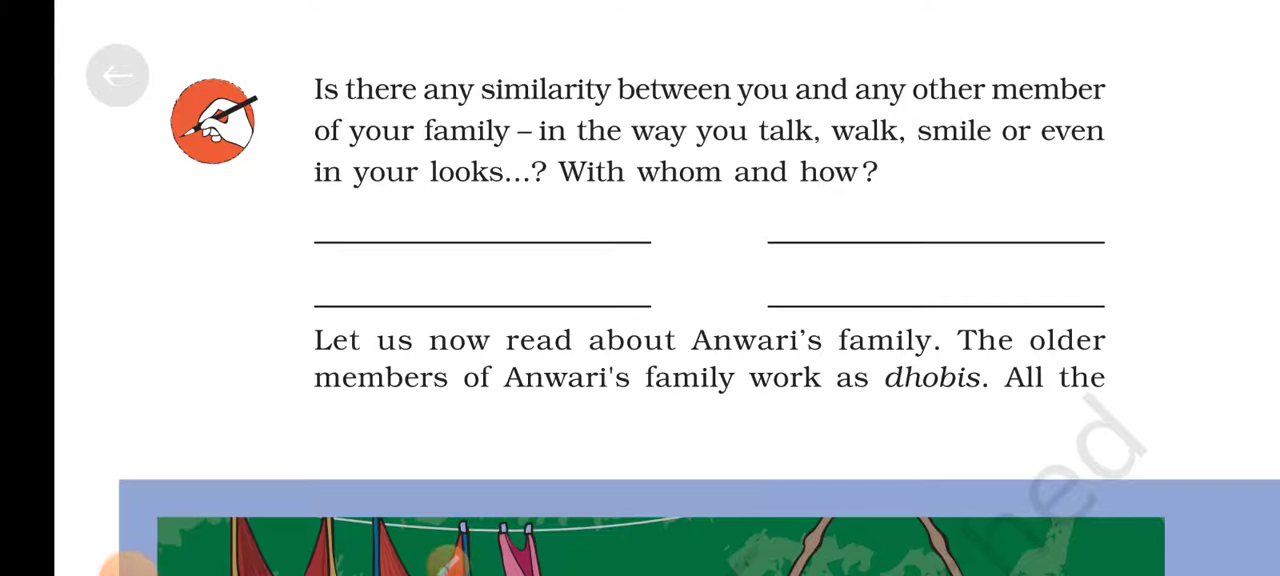 Is there any similarity between you and any other member
of your family – in the way you talk, walk, smile or even
in your looks...? With whom and how?
Let us now read about Anwari’s family. The older
members of Anwari's family work as dhobis. All the